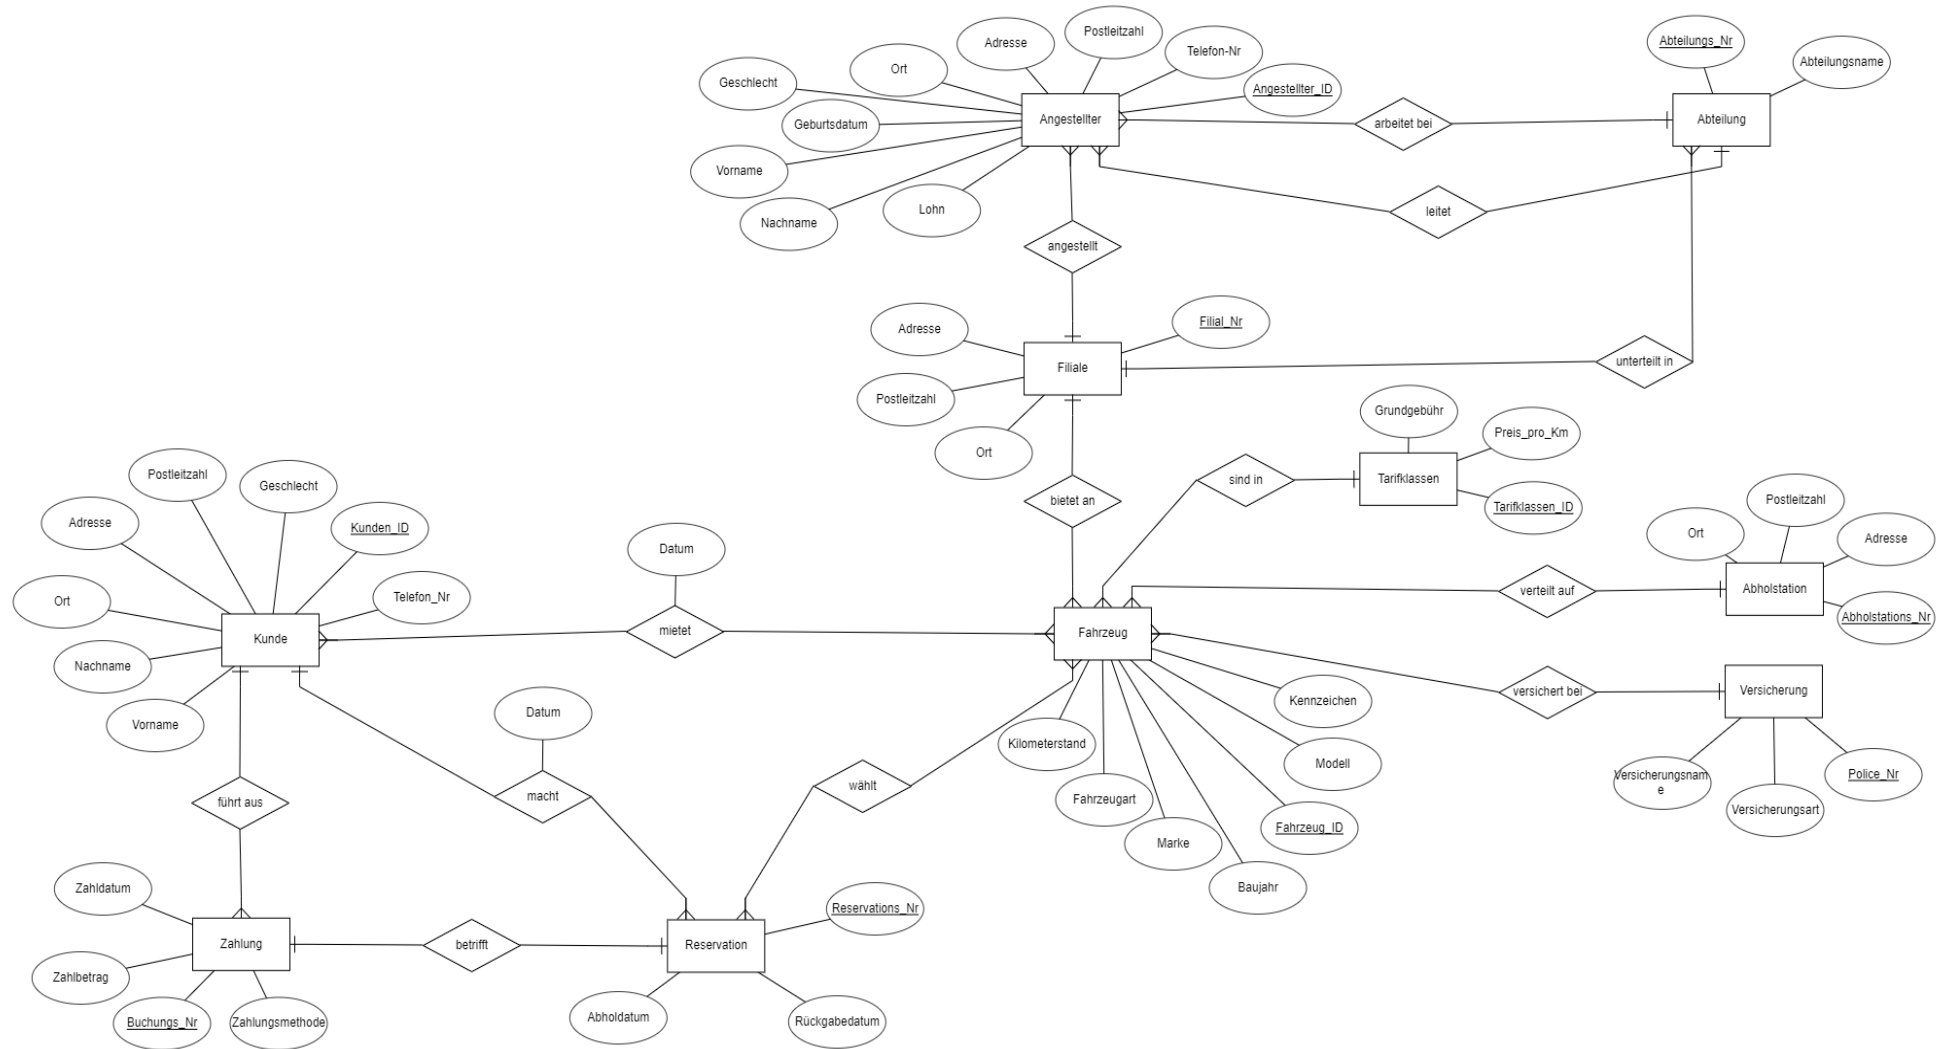 Postleitzahl
Adresse
Telefon-Nr
Ort
Geschlecht
Angestellter_ID
Geburtsdatum
Angestellter
Vorname
Nachname
Lohn
arbeitet bei
Abteilungs_Nr
Abteilungsname
Abteilung
leitet
angestellt
Adresse
Filial_Nr
Filiale
Postleitzahl
Ort
unterteilt in
bietet an
Grundgebühr
Preis_pro_Km
sind in
Tarifklassen
Tarifklassen_ID
Postleitzahl
Ort
Adresse
verteilt auf
Abholstation
Abholstations_Nr
Postleitzahl
Geschlecht
Adresse
Kunden_ID
Ort
Telefon_Nr
Kunde
Nachname
Vorname
Datum
mietet
Fahrzeug
versichert bei
Versicherung
Versicherungsnam
e
Versicherungsart
Police_Nr
Kennzeichen
Kilometerstand
Modell
Fahrzeugart
Fahrzeug_ID
Marke
Baujahr
Datum
macht
wählt
führt aus
Zahldatum
Zahlung
Zahlbetrag
Buchungs_Nr
Zahlungsmethode
betrifft
Reservations_Nr
Reservation
Abholdatum
Rückgabedatum